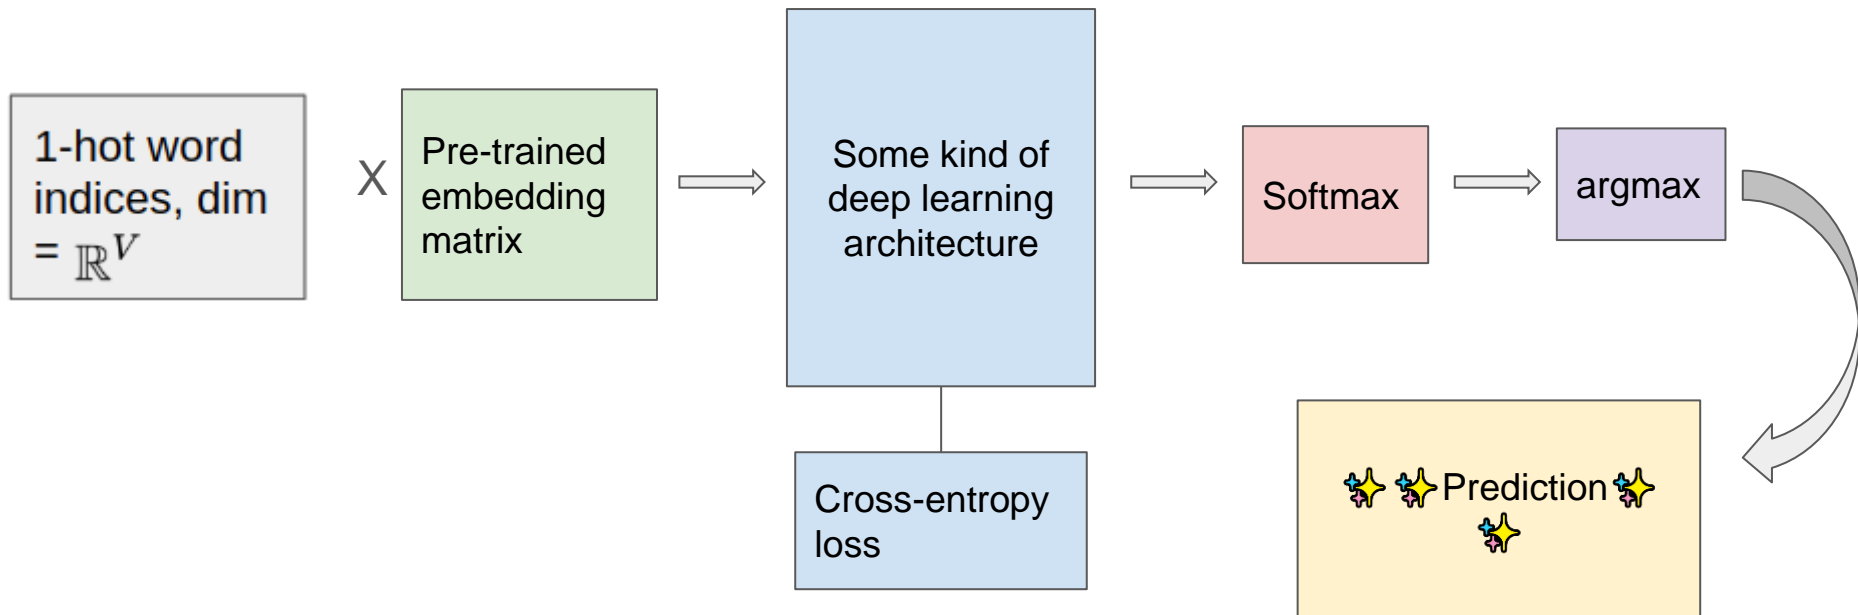 1-hot word
indices, dim
= ℝ^V
X
Pre-trained
embedding
matrix
Some kind of
deep learning
architecture
Softmax
argmax
Cross-entropy
loss
✨ ✨Prediction✨
✨